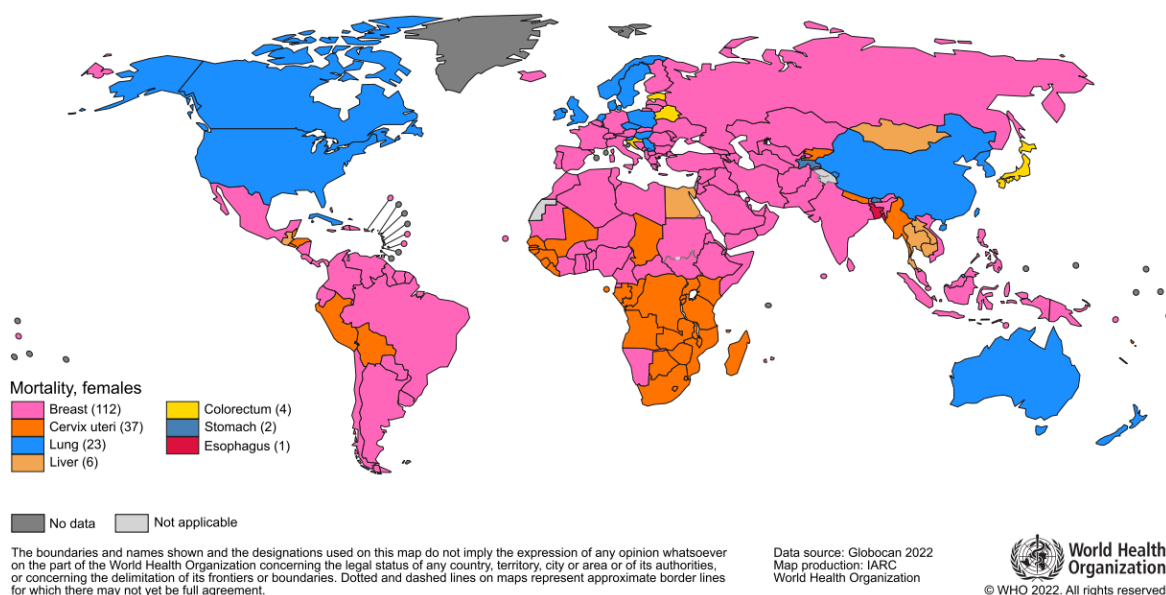 Mortality, females
Breast (112)
Cervix uteri (37)
Lung (23)
Liver (6)
Colorectum (4)
Stomach (2)
Esophagus (1)
No data
Not applicable
The boundaries and names shown and the designations used on this map do not imply the expression of any opinion whatsoever
on the part of the World Health Organization concerning the legal status of any country, territory, city or area or of its authorities,
or concerning the delimitation of its frontiers or boundaries. Dotted and dashed lines on maps represent approximate border lines
for which there may not yet be full agreement.
Data source: Globocan 2022
Map production: IARC
World Health Organization
World Health
Organization
© WHO 2022. All rights reserved